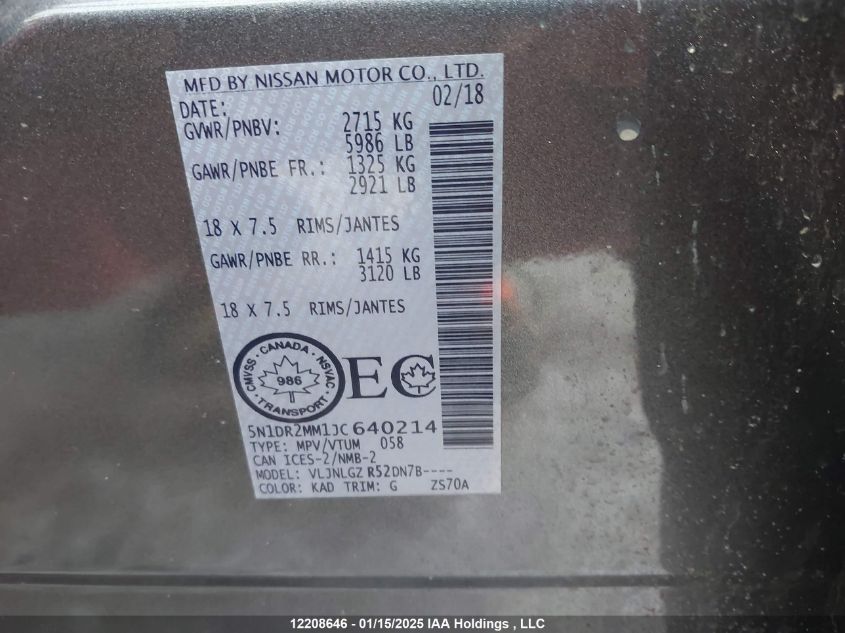 MFD BY NISSAN MOTOR CO., LTD.
DATE: 02/18
GVWR/PNBV: 2715 KG
5986 LB
GAWR/PNBE FR.: 1325 KG
2921 LB
18 X 7.5 RIMS/JANTES
GAWR/PNBE RR.: 1415 KG
3120 LB
18 X 7.5 RIMS/JANTES
CMVSS · CANADA · NSVAC
986
· TRANSPORT ·
EC
5N1DR2MM1JC640214
TYPE: MPV/VTUM 058
CAN ICES-2/NMB-2
MODEL: VLJNLGZ R52DN7B----
COLOR: KAD TRIM: G ZS70A
12208646 - 01/15/2025 IAA Holdings , LLC